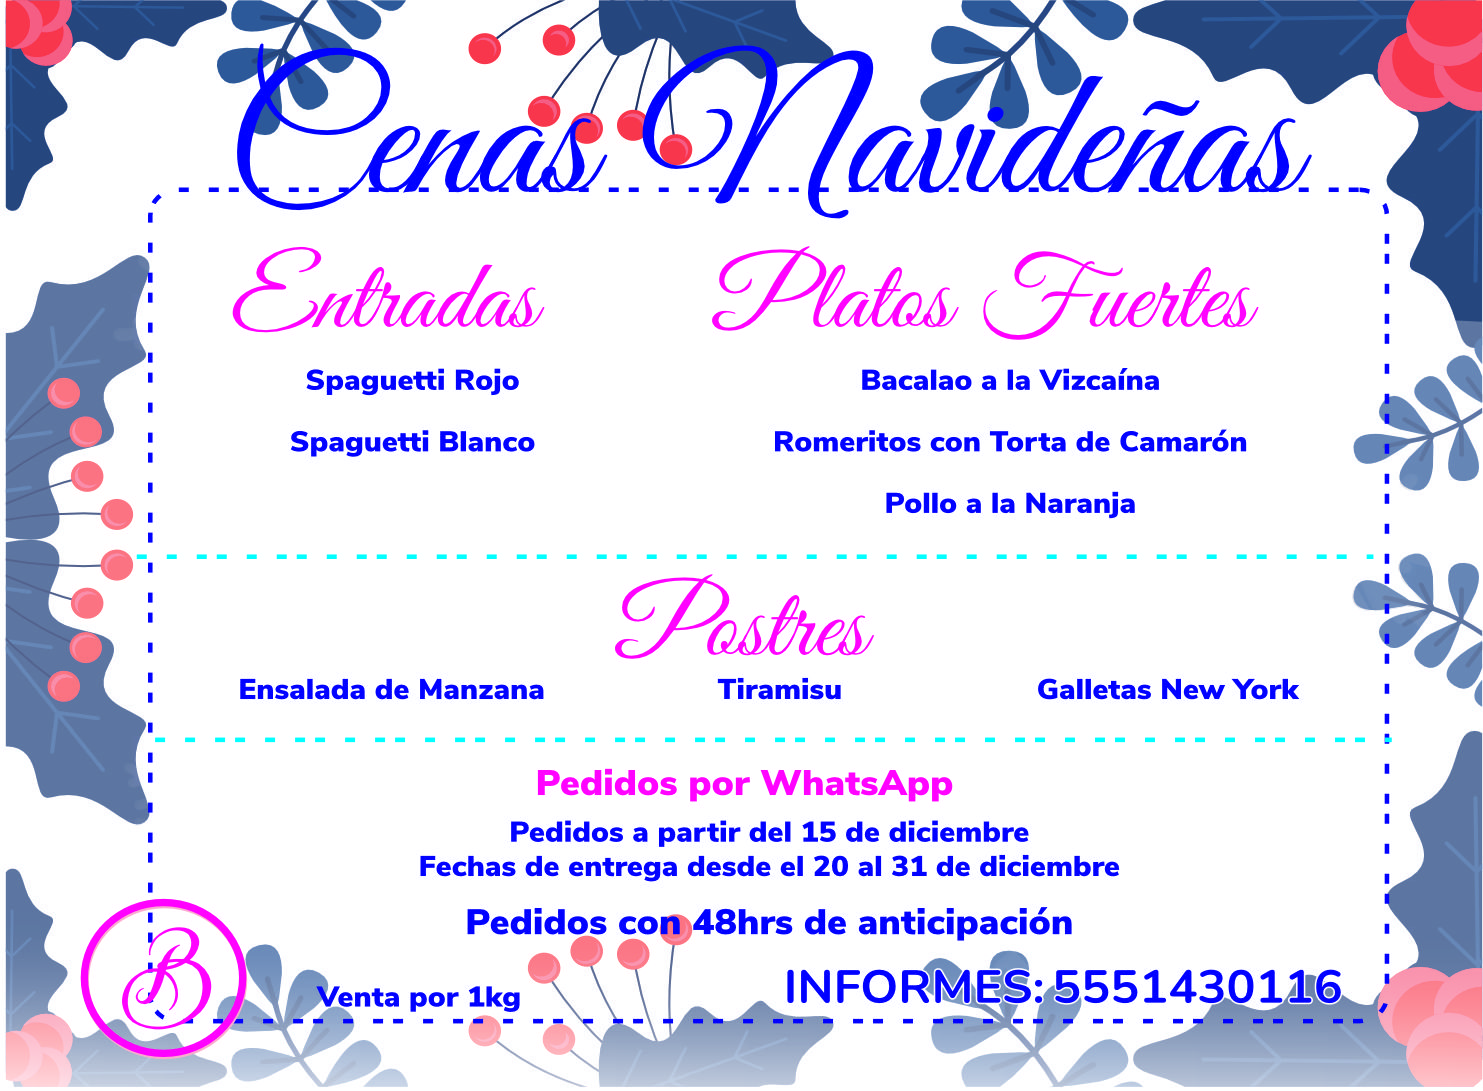 Cenas Navideñas
Entradas
Spaguetti Rojo
Spaguetti Blanco
Platos Fuertes
Bacalao a la Vizcaína
Romeritos con Torta de Camarón
Pollo a la Naranja
Postres
Ensalada de Manzana
Tiramisu
Galletas New York
Pedidos por WhatsApp
Pedidos a partir del 15 de diciembre
Fechas de entrega desde el 20 al 31 de diciembre
Pedidos con 48hrs de anticipación
B
Venta por 1kg
INFORMES: 5551430116